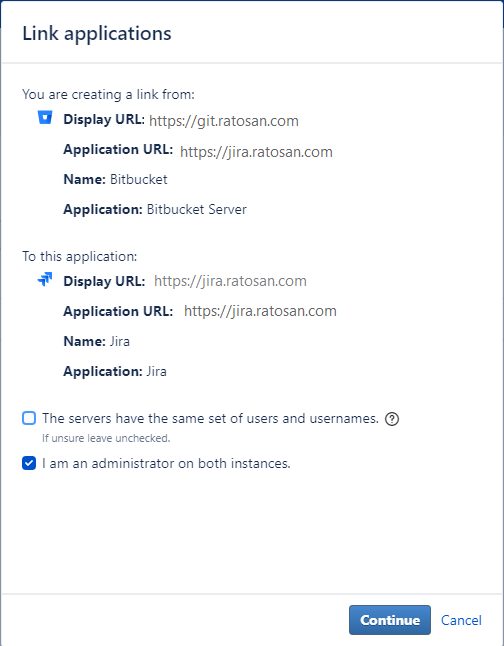 Link applications
You are creating a link from:
Display URL: https://git.ratosan.com
Application URL: https://jira.ratosan.com
Name: Bitbucket
Application: Bitbucket Server
To this application:
Display URL: https://jira.ratosan.com
Application URL: https://jira.ratosan.com
Name: Jira
Application: Jira
The servers have the same set of users and usernames. ?
If unsure leave unchecked.
I am an administrator on both instances.
Continue Cancel